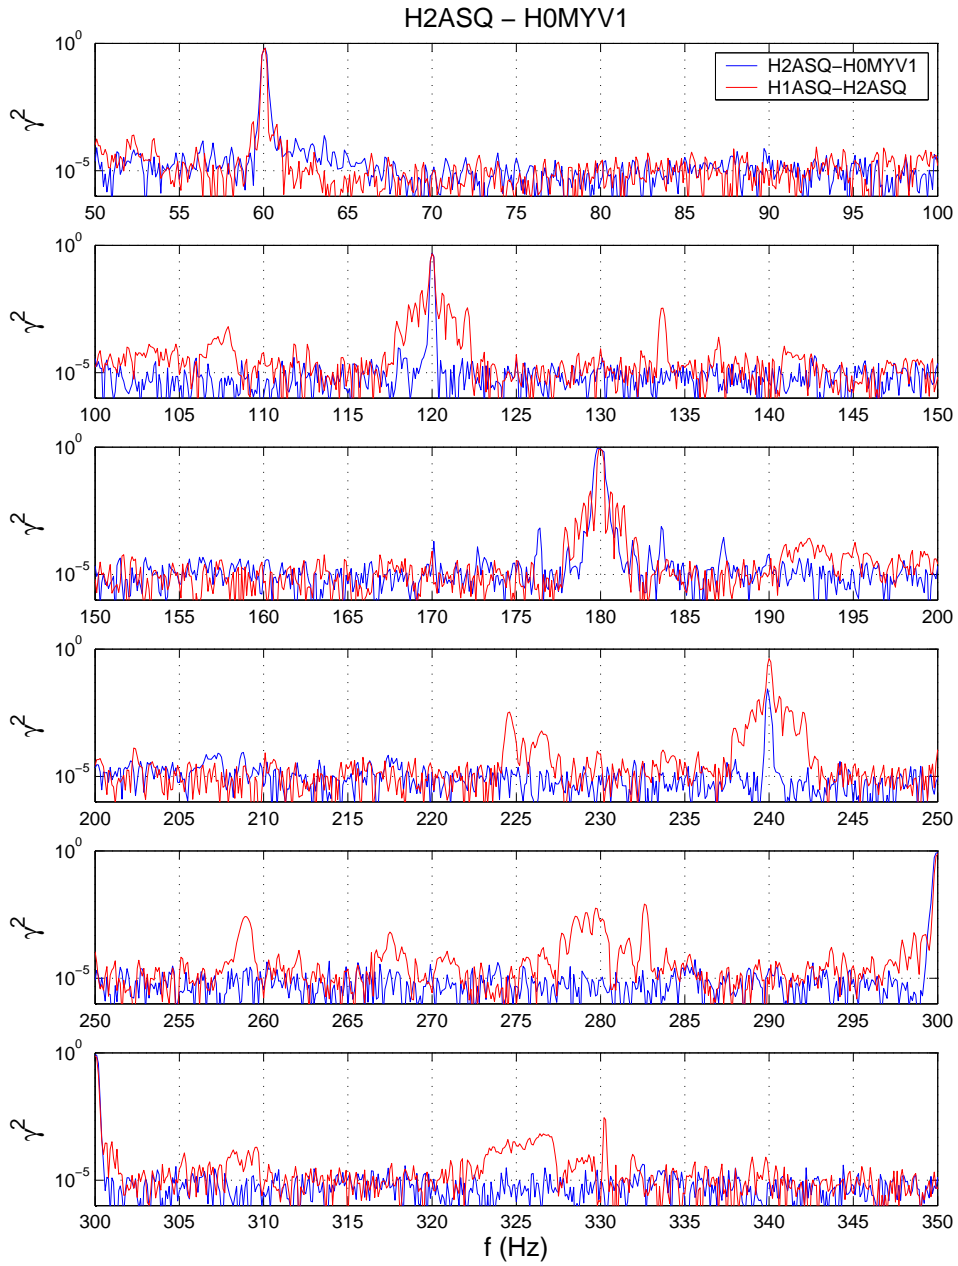 H2ASQ − H0MYV1
10^0
H2ASQ−H0MYV1
H1ASQ−H2ASQ
γ^2
10^−5
50 55 60 65 70 75 80 85 90 95 100
10^0
γ^2
10^−5
100 105 110 115 120 125 130 135 140 145 150
10^0
γ^2
10^−5
150 155 160 165 170 175 180 185 190 195 200
10^0
γ^2
10^−5
200 205 210 215 220 225 230 235 240 245 250
10^0
γ^2
10^−5
250 255 260 265 270 275 280 285 290 295 300
10^0
γ^2
10^−5
300 305 310 315 320 325 330 335 340 345 350
f (Hz)